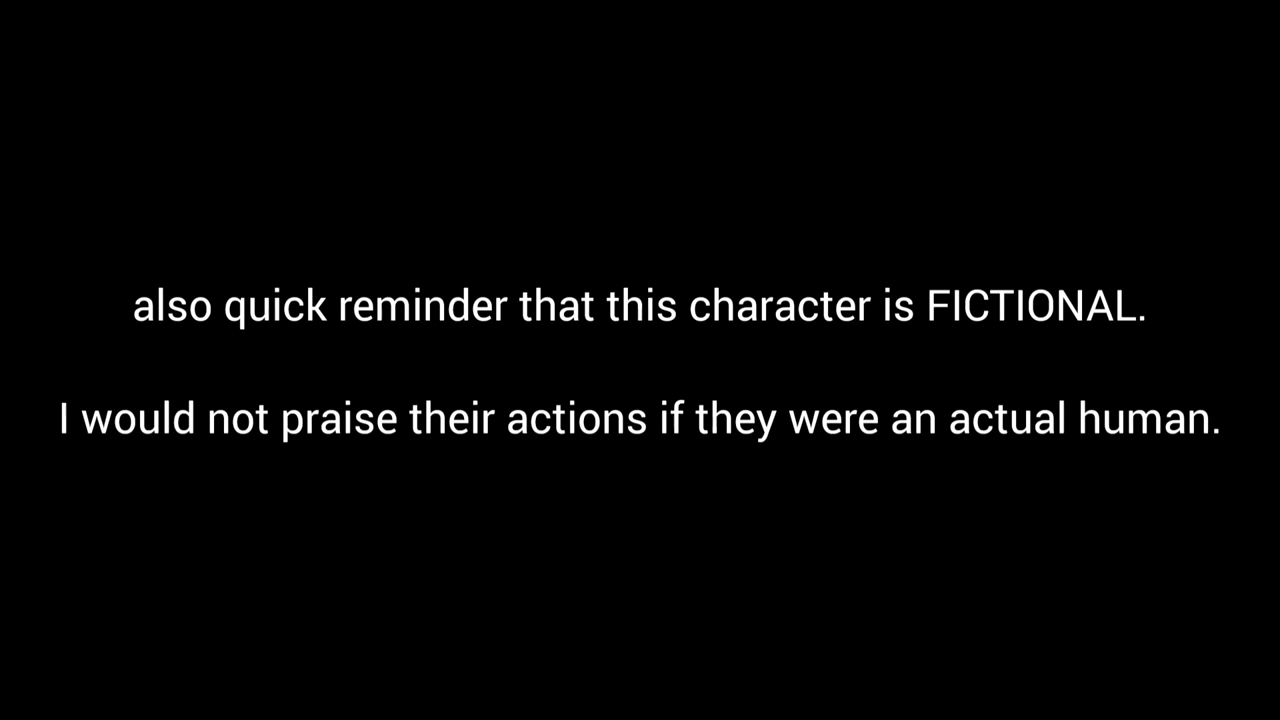 also quick reminder that this character is FICTIONAL.
I would not praise their actions if they were an actual human.